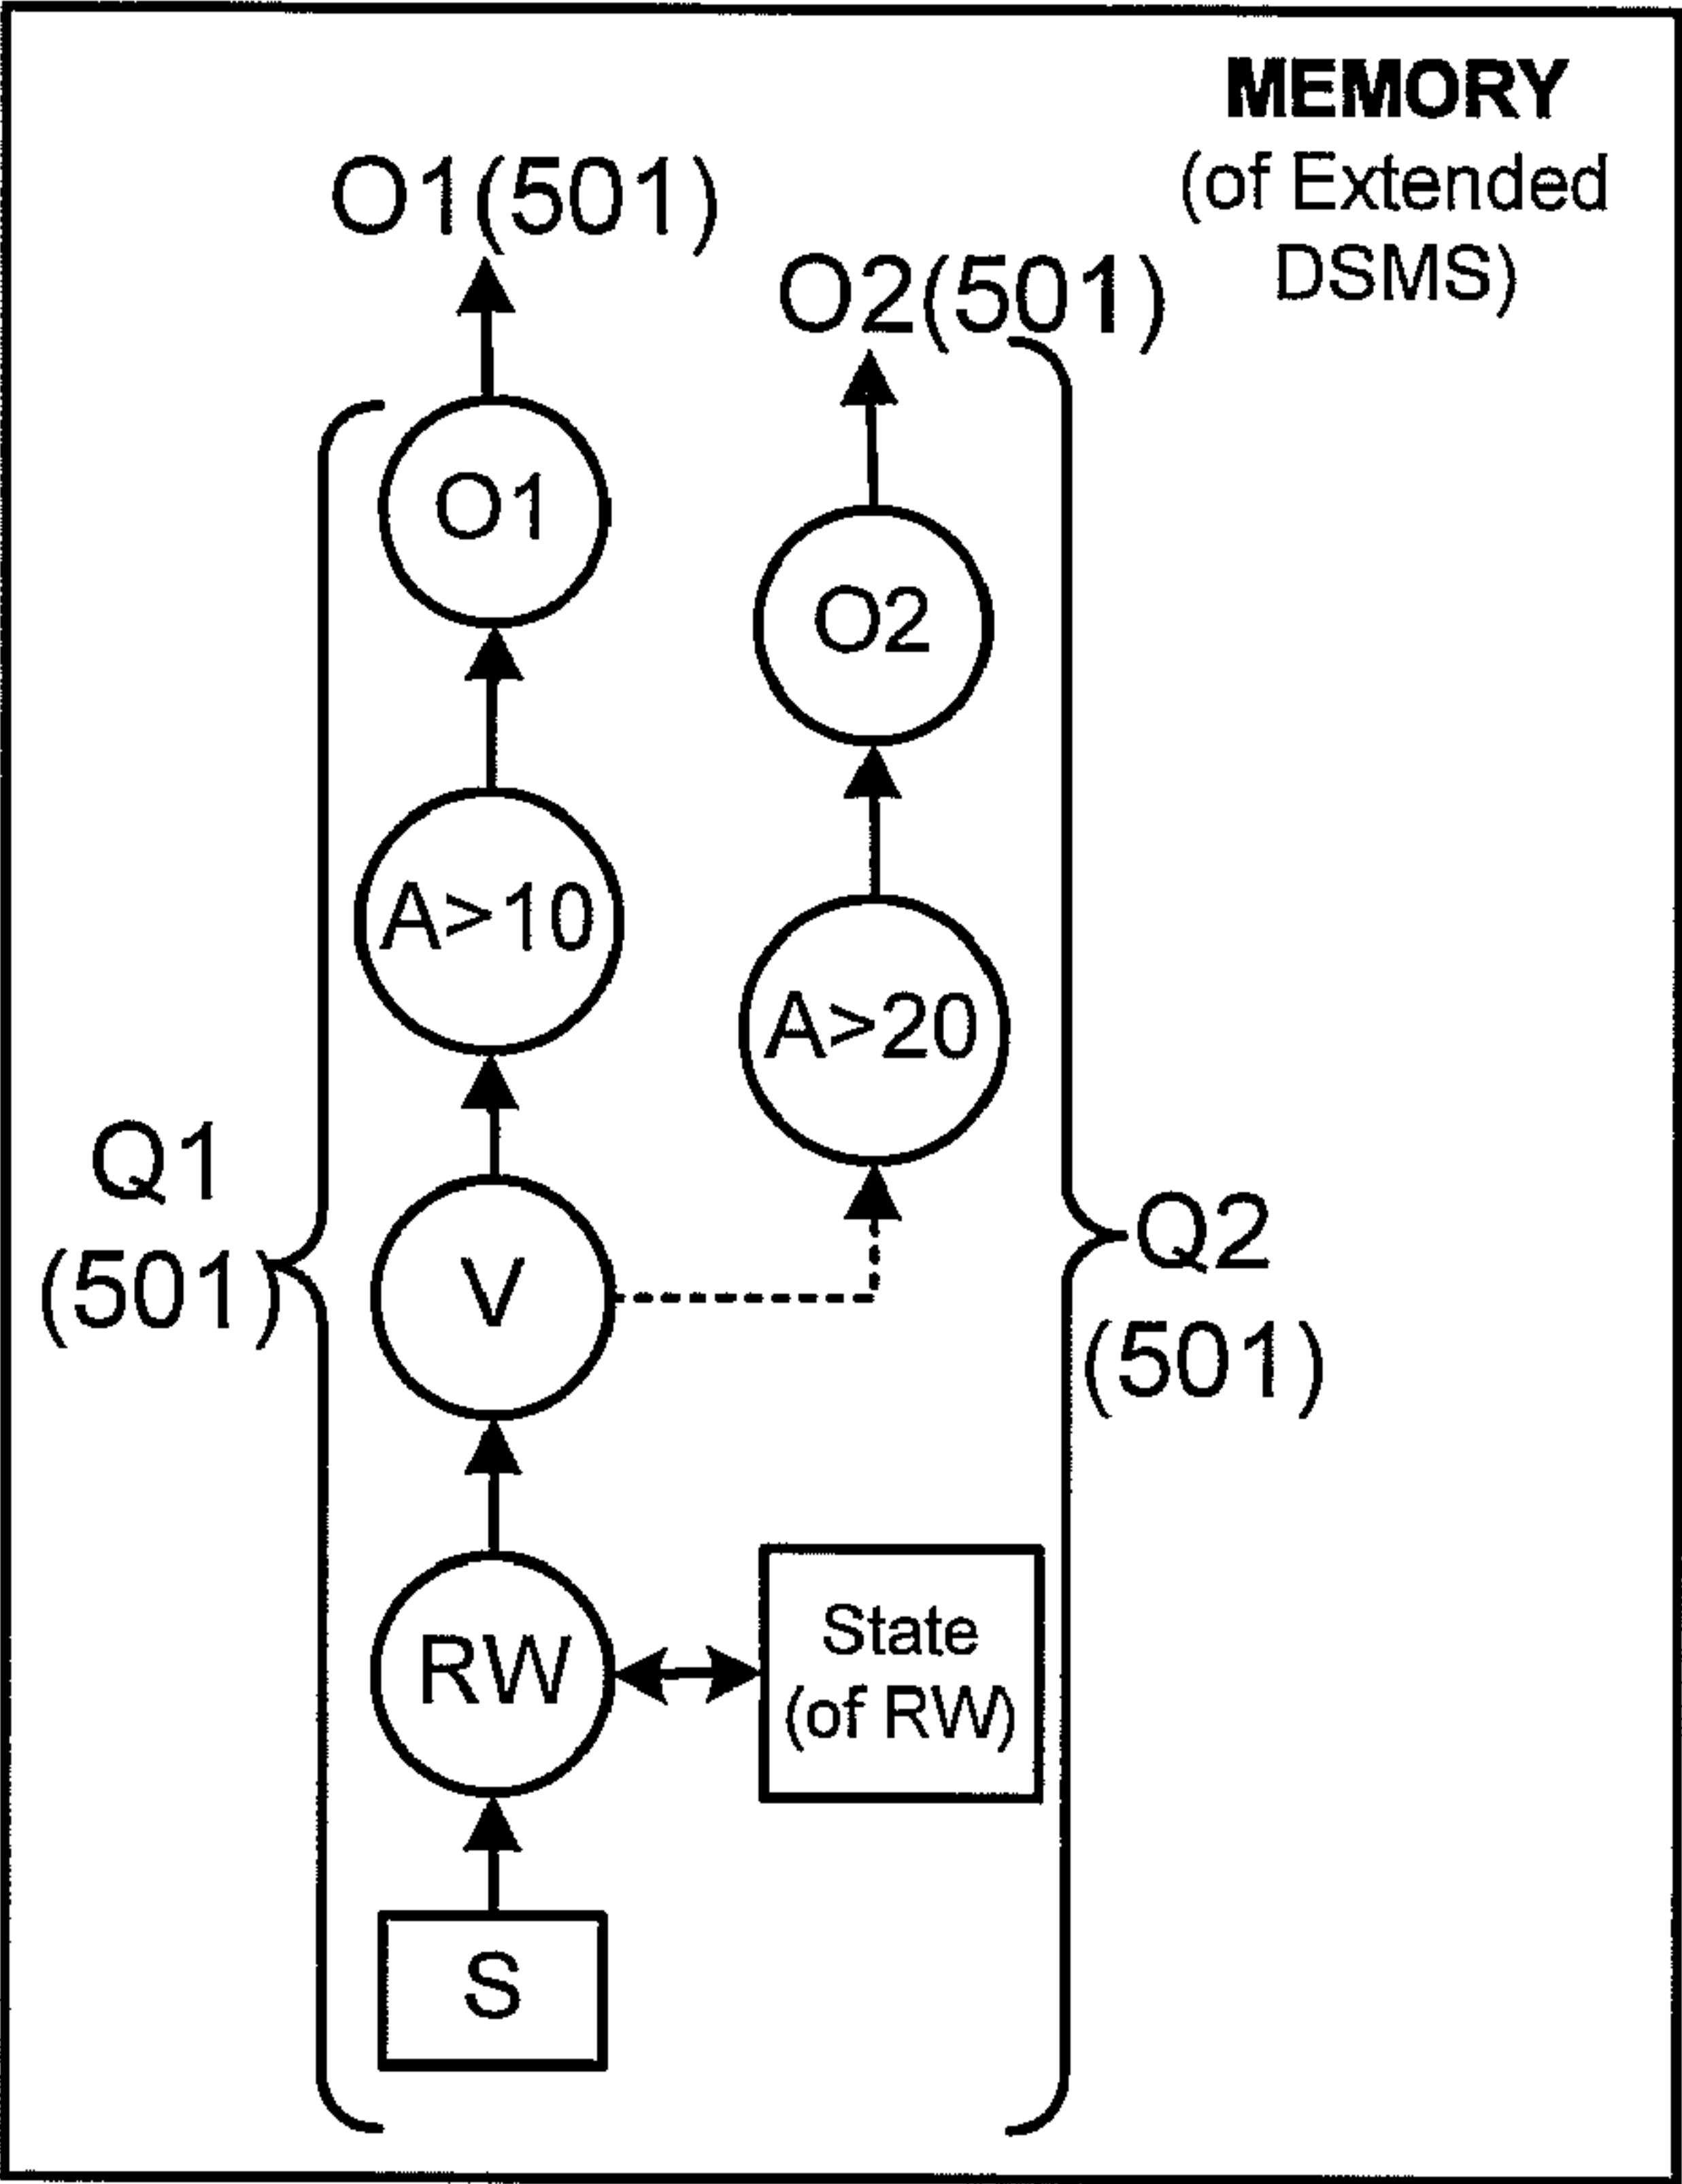 MEMORY
(of Extended
DSMS)
O1(501)
O2(501)
O1
O2
A>10
A>20
Q1
(501)
Q2
(501)
V
RW
State
(of RW)
S